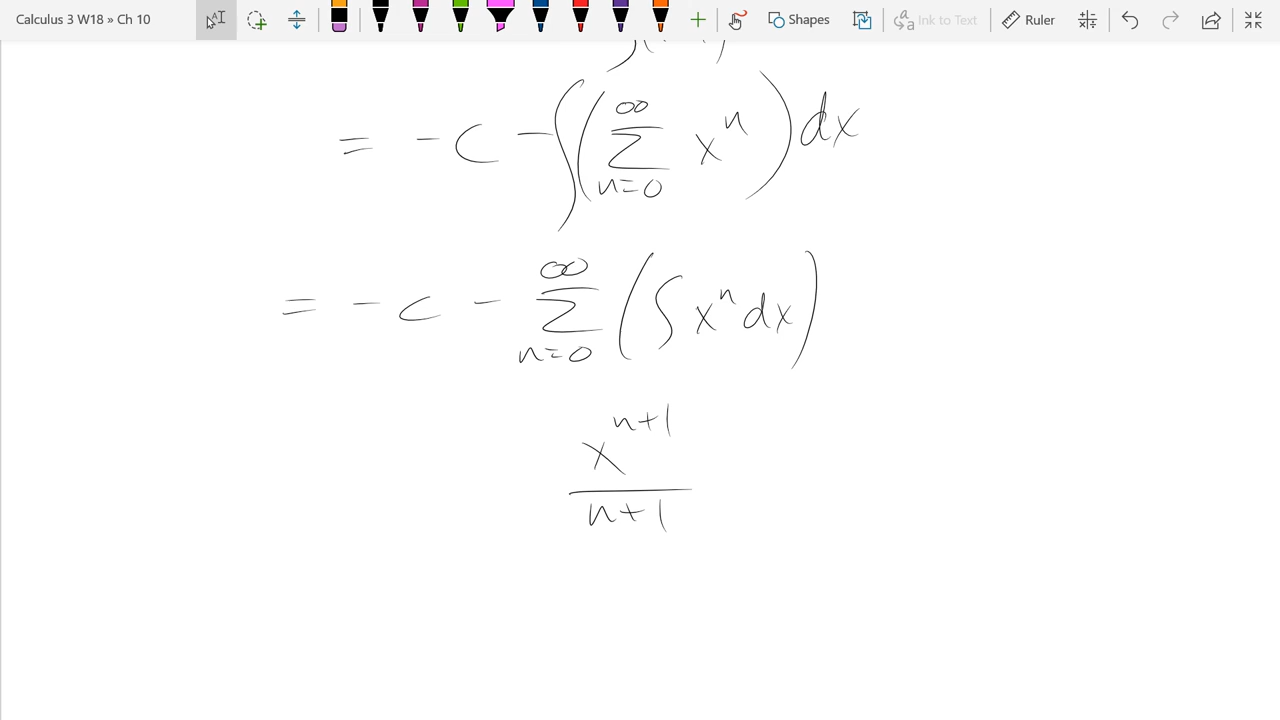 Calculus 3 W18 » Ch 10 Shapes Ink to Text Ruler
= -c - ∫ ( ∑_{n=0}^{∞} x^n ) dx
= -c - ∑_{n=0}^{∞} ( ∫ x^n dx )
x^{n+1}
n+1